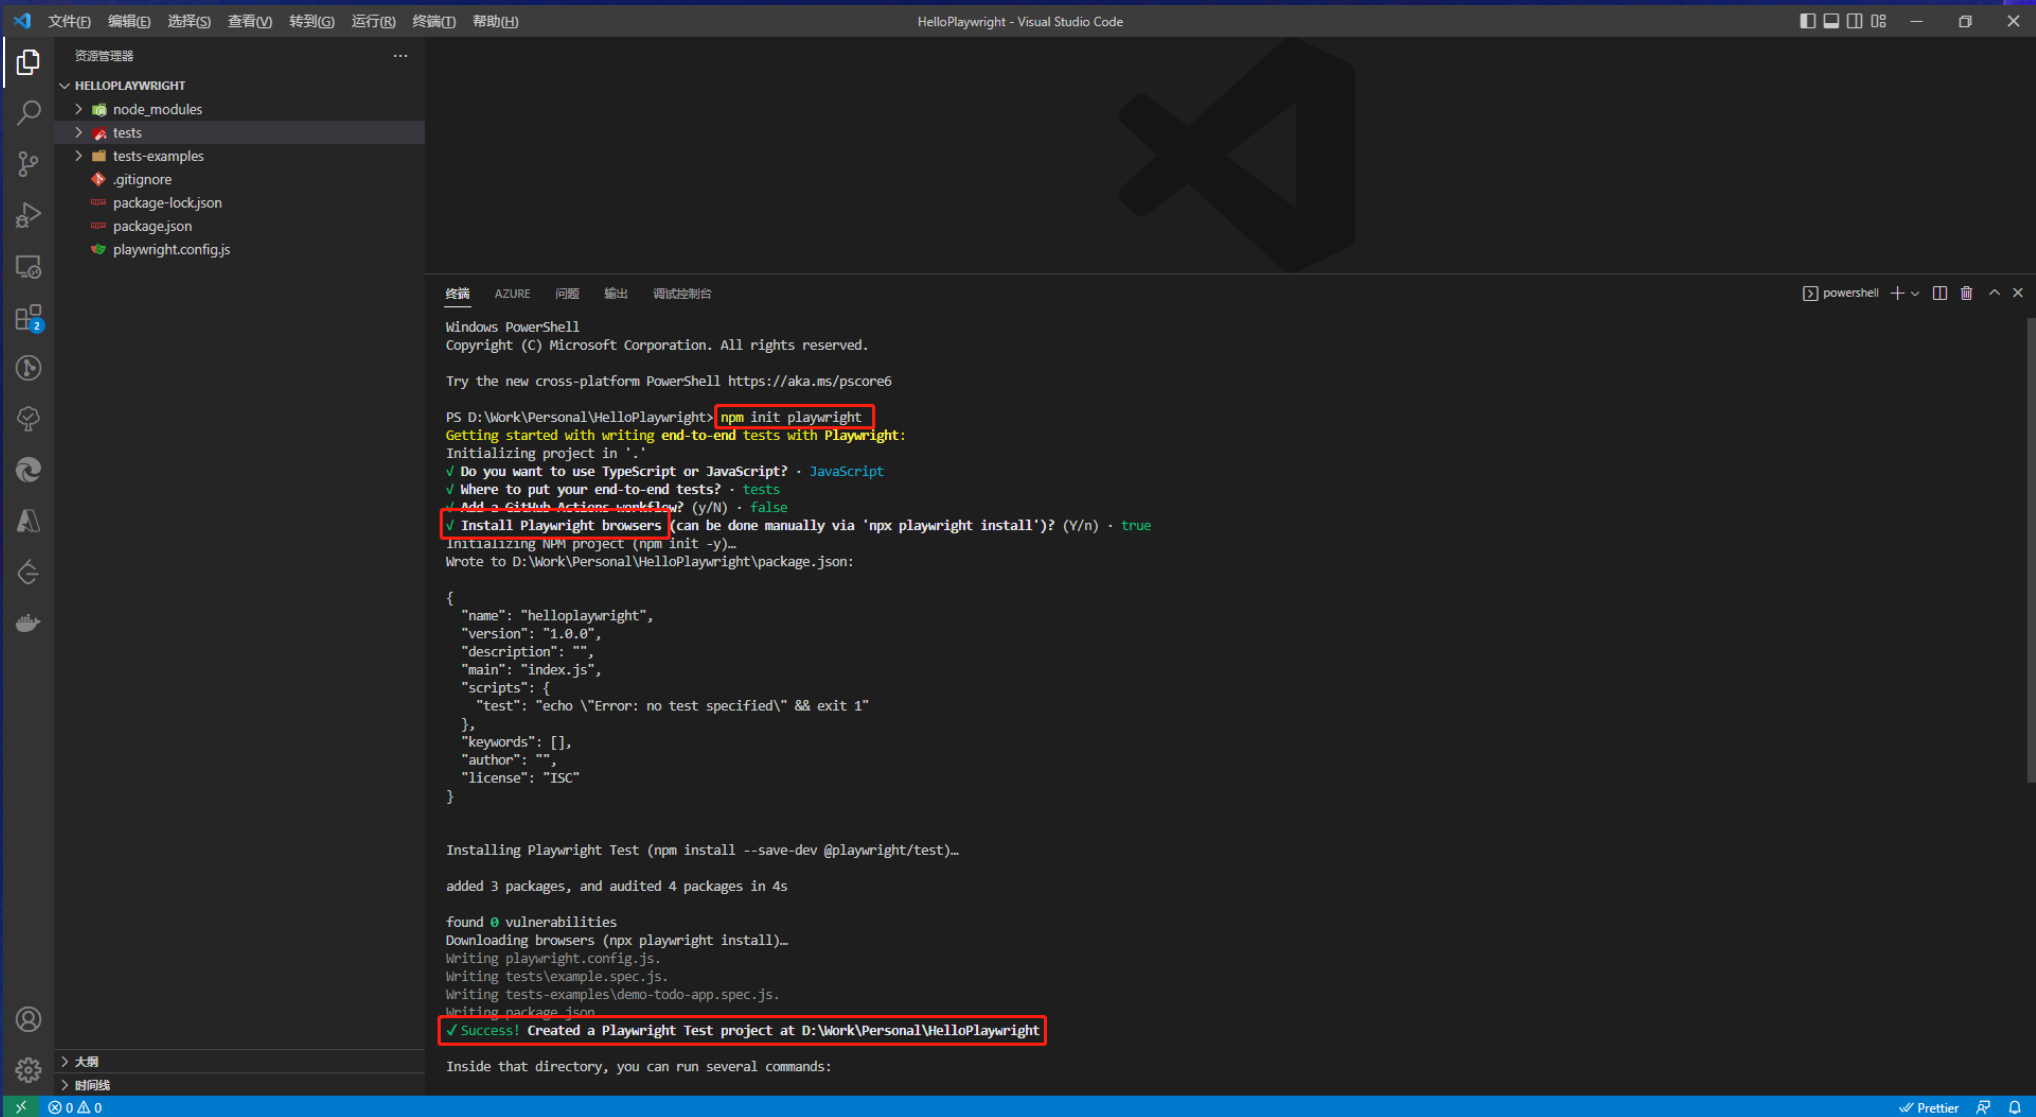 文件(F) 编辑(E) 选择(S) 查看(V) 转到(G) 运行(R) 终端(T) 帮助(H)
HelloPlaywright - Visual Studio Code
资源管理器
HELLOPLAYWRIGHT
node_modules
tests
tests-examples
.gitignore
package-lock.json
package.json
playwright.config.js
2
大纲
时间线
终端 AZURE 问题 输出 调试控制台
powershell
Windows PowerShell
Copyright (C) Microsoft Corporation. All rights reserved.
Try the new cross-platform PowerShell https://aka.ms/pscore6
PS D:\Work\Personal\HelloPlaywright> npm init playwright
Getting started with writing end-to-end tests with Playwright:
Initializing project in '.'
√ Do you want to use TypeScript or JavaScript? · JavaScript
√ Where to put your end-to-end tests? · tests
√ Add a GitHub Actions workflow? (y/N) · false
√ Install Playwright browsers (can be done manually via 'npx playwright install')? (Y/n) · true
Initializing NPM project (npm init -y)…
Wrote to D:\Work\Personal\HelloPlaywright\package.json:
{
"name": "helloplaywright",
"version": "1.0.0",
"description": "",
"main": "index.js",
"scripts": {
"test": "echo \"Error: no test specified\" && exit 1"
},
"keywords": [],
"author": "",
"license": "ISC"
}
Installing Playwright Test (npm install --save-dev @playwright/test)…
added 3 packages, and audited 4 packages in 4s
found 0 vulnerabilities
Downloading browsers (npx playwright install)…
Writing playwright.config.js.
Writing tests\example.spec.js.
Writing tests-examples\demo-todo-app.spec.js.
Writing package.json.
✓ Success! Created a Playwright Test project at D:\Work\Personal\HelloPlaywright
Inside that directory, you can run several commands:
0 0
Prettier